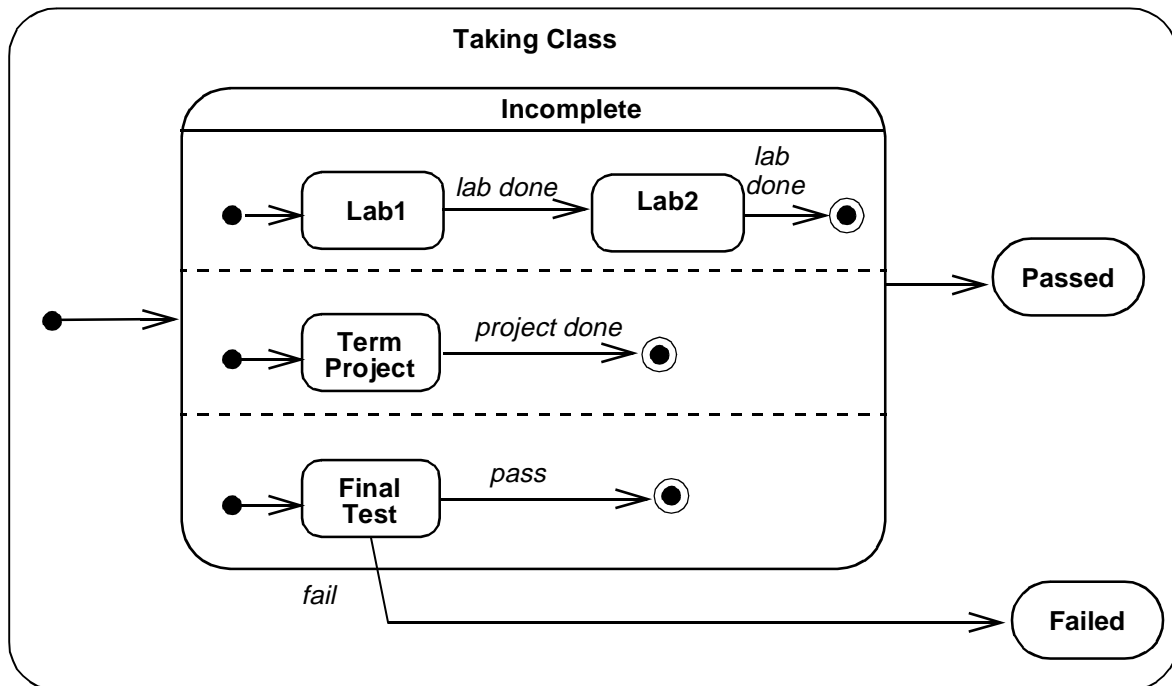 Taking Class
Incomplete
lab
done
Lab1
lab done
Lab2
Passed
Term
Project
project done
Final
Test
pass
fail
Failed